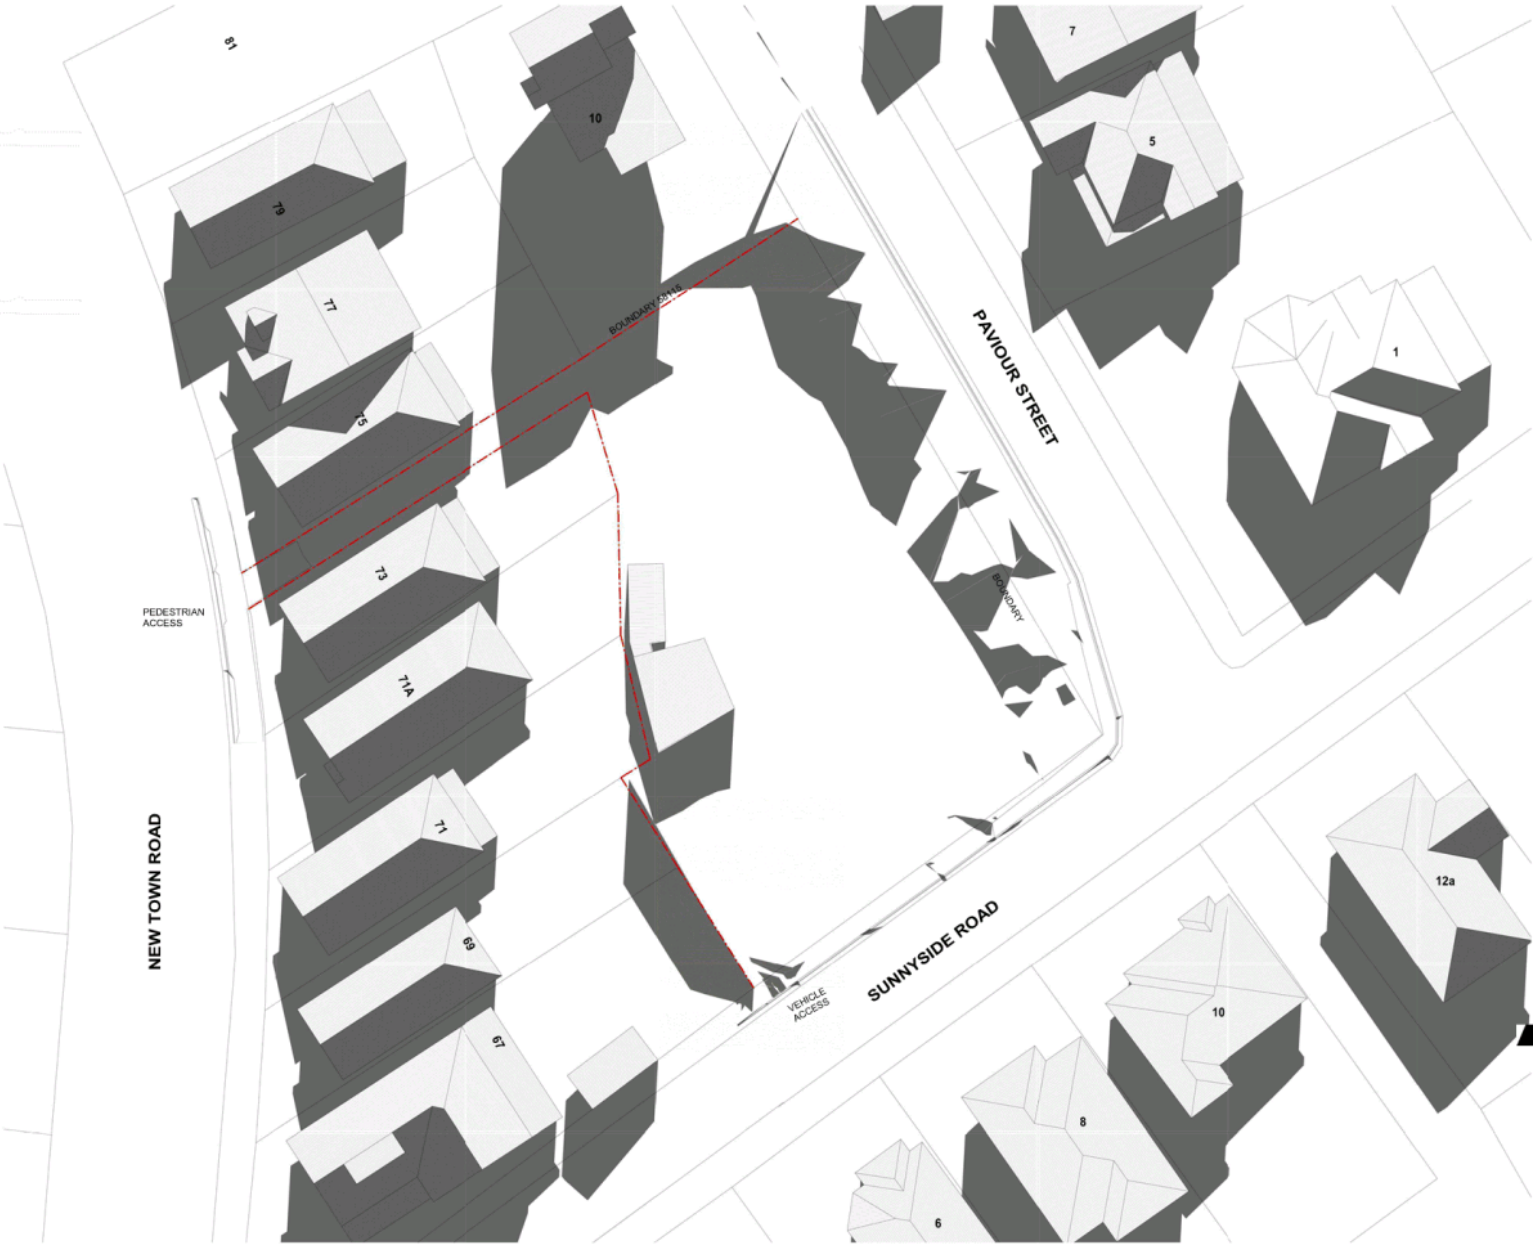 81
7
10
5
79
77
BOUNDARY 58115
PAVIOUR STREET
1
75
73
BOUNDARY
PEDESTRIAN
ACCESS
71A
71
12a
NEW TOWN ROAD
69
SUNNYSIDE ROAD
VEHICLE
ACCESS
10
67
8
6